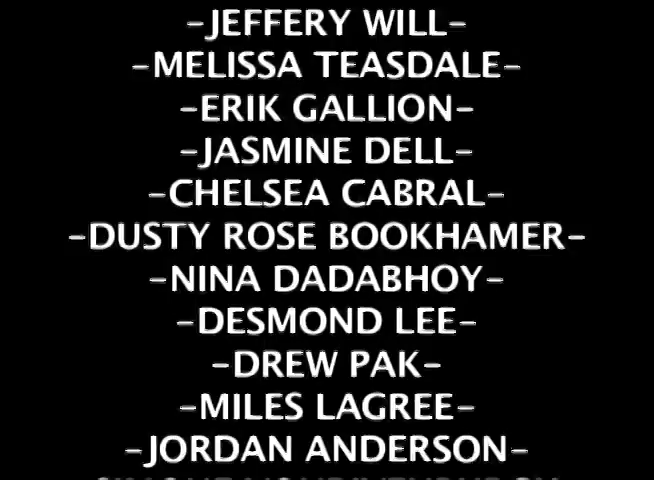 -JEFFERY WILL-
-MELISSA TEASDALE-
-ERIK GALLION-
-JASMINE DELL-
-CHELSEA CABRAL-
-DUSTY ROSE BOOKHAMER-
-NINA DADABHOY-
-DESMOND LEE-
-DREW PAK-
-MILES LAGREE-
-JORDAN ANDERSON-